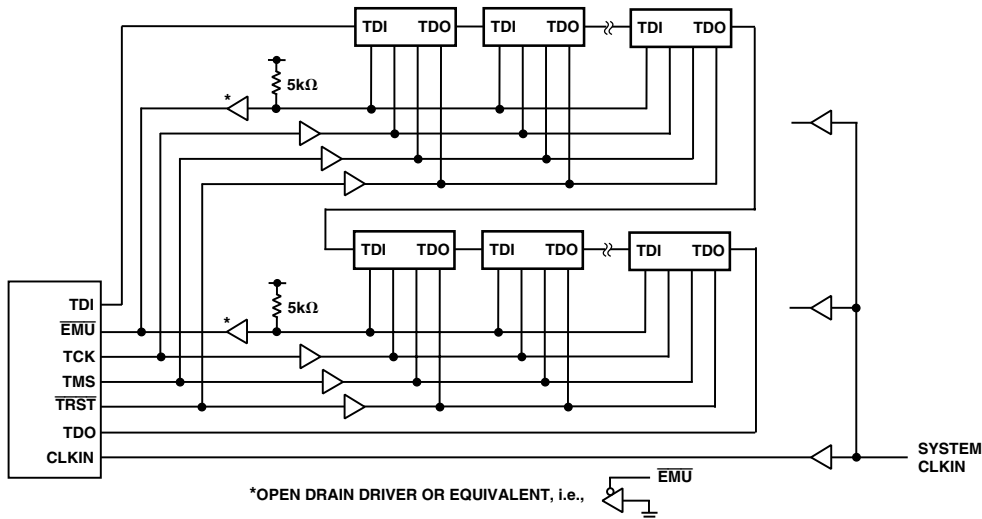 TDI TDO TDI TDO TDI TDO
5kΩ
*
TDI TDO TDI TDO TDI TDO
5kΩ
*
TDI
EMU
TCK
TMS
TRST
TDO
CLKIN
SYSTEM
CLKIN
*OPEN DRAIN DRIVER OR EQUIVALENT, i.e.,
EMU